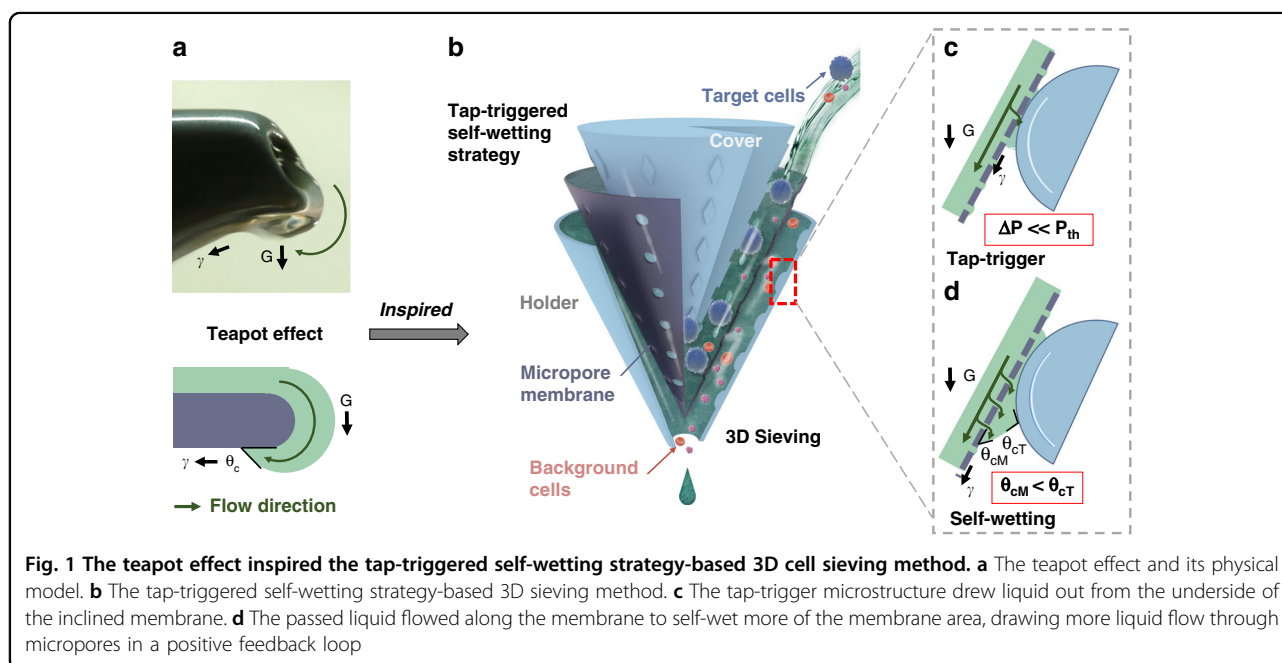 a
γ
G
Teapot effect
G
γ
θc
Flow direction
Inspired
b
Tap-triggered
self-wetting
strategy
Target cells
Cover
Holder
Micropore
membrane
3D Sieving
Background
cells
c
G
γ
ΔP << Pth
Tap-trigger
d
G
θcT
θcM
γ
θcM < θcT
Self-wetting
Fig. 1 The teapot effect inspired the tap-triggered self-wetting strategy-based 3D cell sieving method. a The teapot effect and its physical
model. b The tap-triggered self-wetting strategy-based 3D sieving method. c The tap-trigger microstructure drew liquid out from the underside of
the inclined membrane. d The passed liquid flowed along the membrane to self-wet more of the membrane area, drawing more liquid flow through
micropores in a positive feedback loop